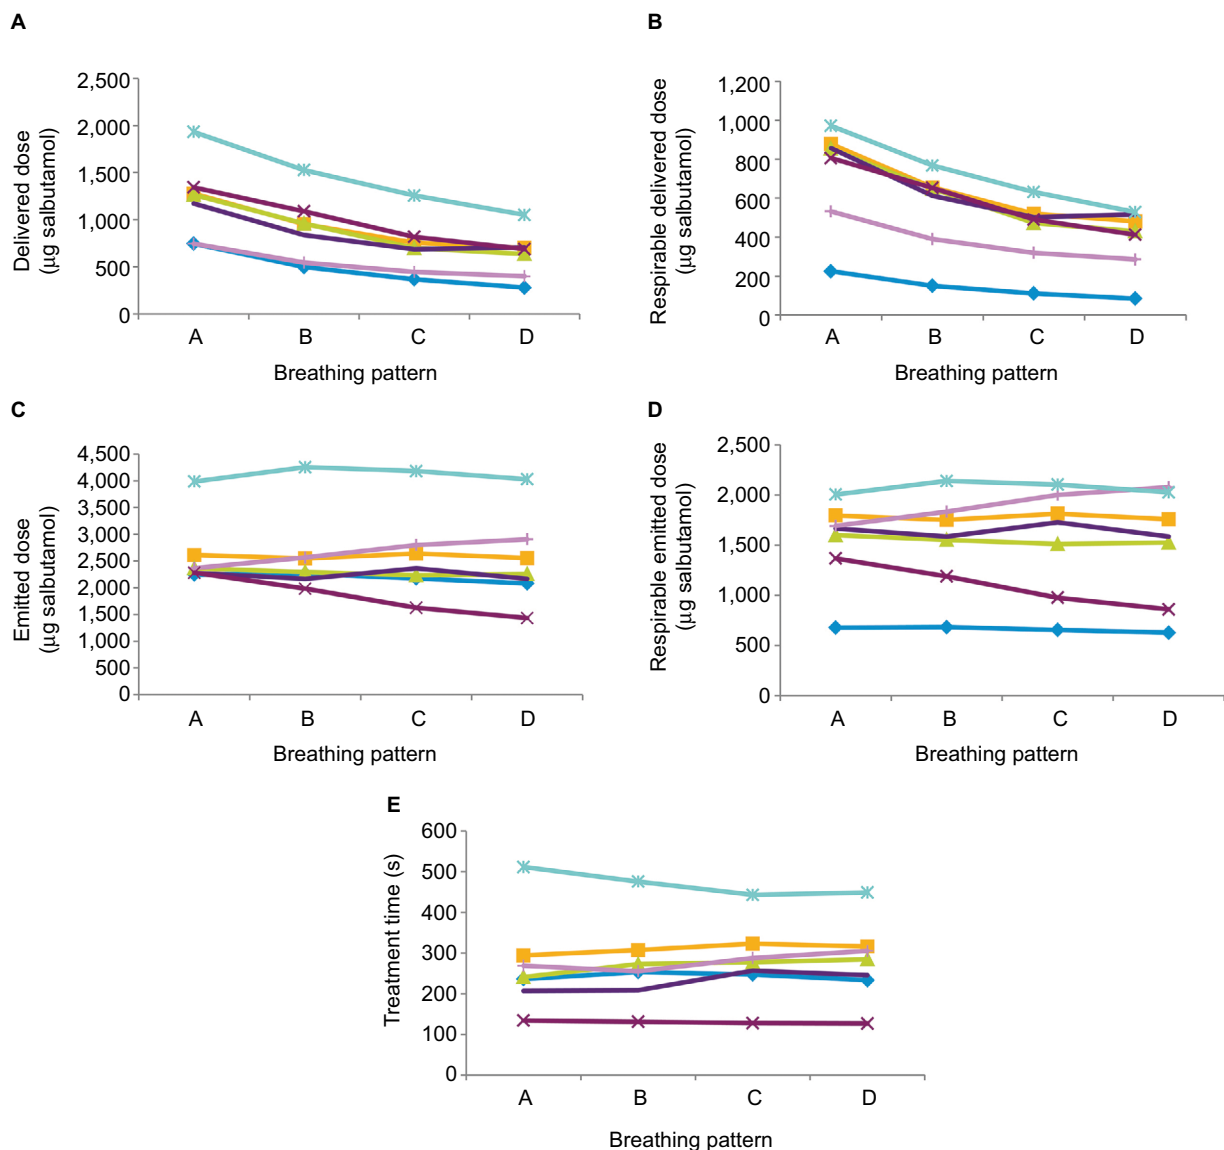 A
Delivered dose
(μg salbutamol)
2,500
2,000
1,500
1,000
500
0
A B C D
Breathing pattern
B
Respirable delivered dose
(μg salbutamol)
1,200
1,000
800
600
400
200
0
A B C D
Breathing pattern
C
Emitted dose
(μg salbutamol)
4,500
4,000
3,500
3,000
2,500
2,000
1,500
1,000
500
0
A B C D
Breathing pattern
D
Respirable emitted dose
(μg salbutamol)
2,500
2,000
1,500
1,000
500
0
A B C D
Breathing pattern
E
Treatment time (s)
600
500
400
300
200
100
0
A B C D
Breathing pattern